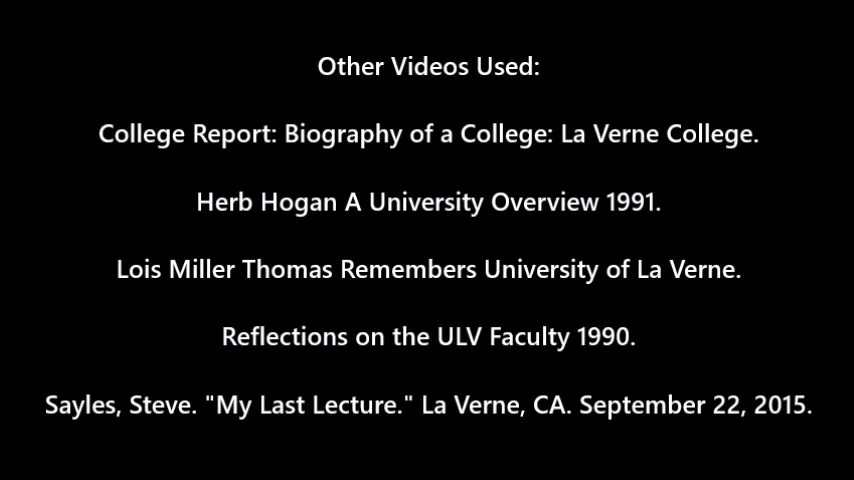 Other Videos Used:
College Report: Biography of a College: La Verne College.
Herb Hogan A University Overview 1991.
Lois Miller Thomas Remembers University of La Verne.
Reflections on the ULV Faculty 1990.
Sayles, Steve. "My Last Lecture." La Verne, CA. September 22, 2015.